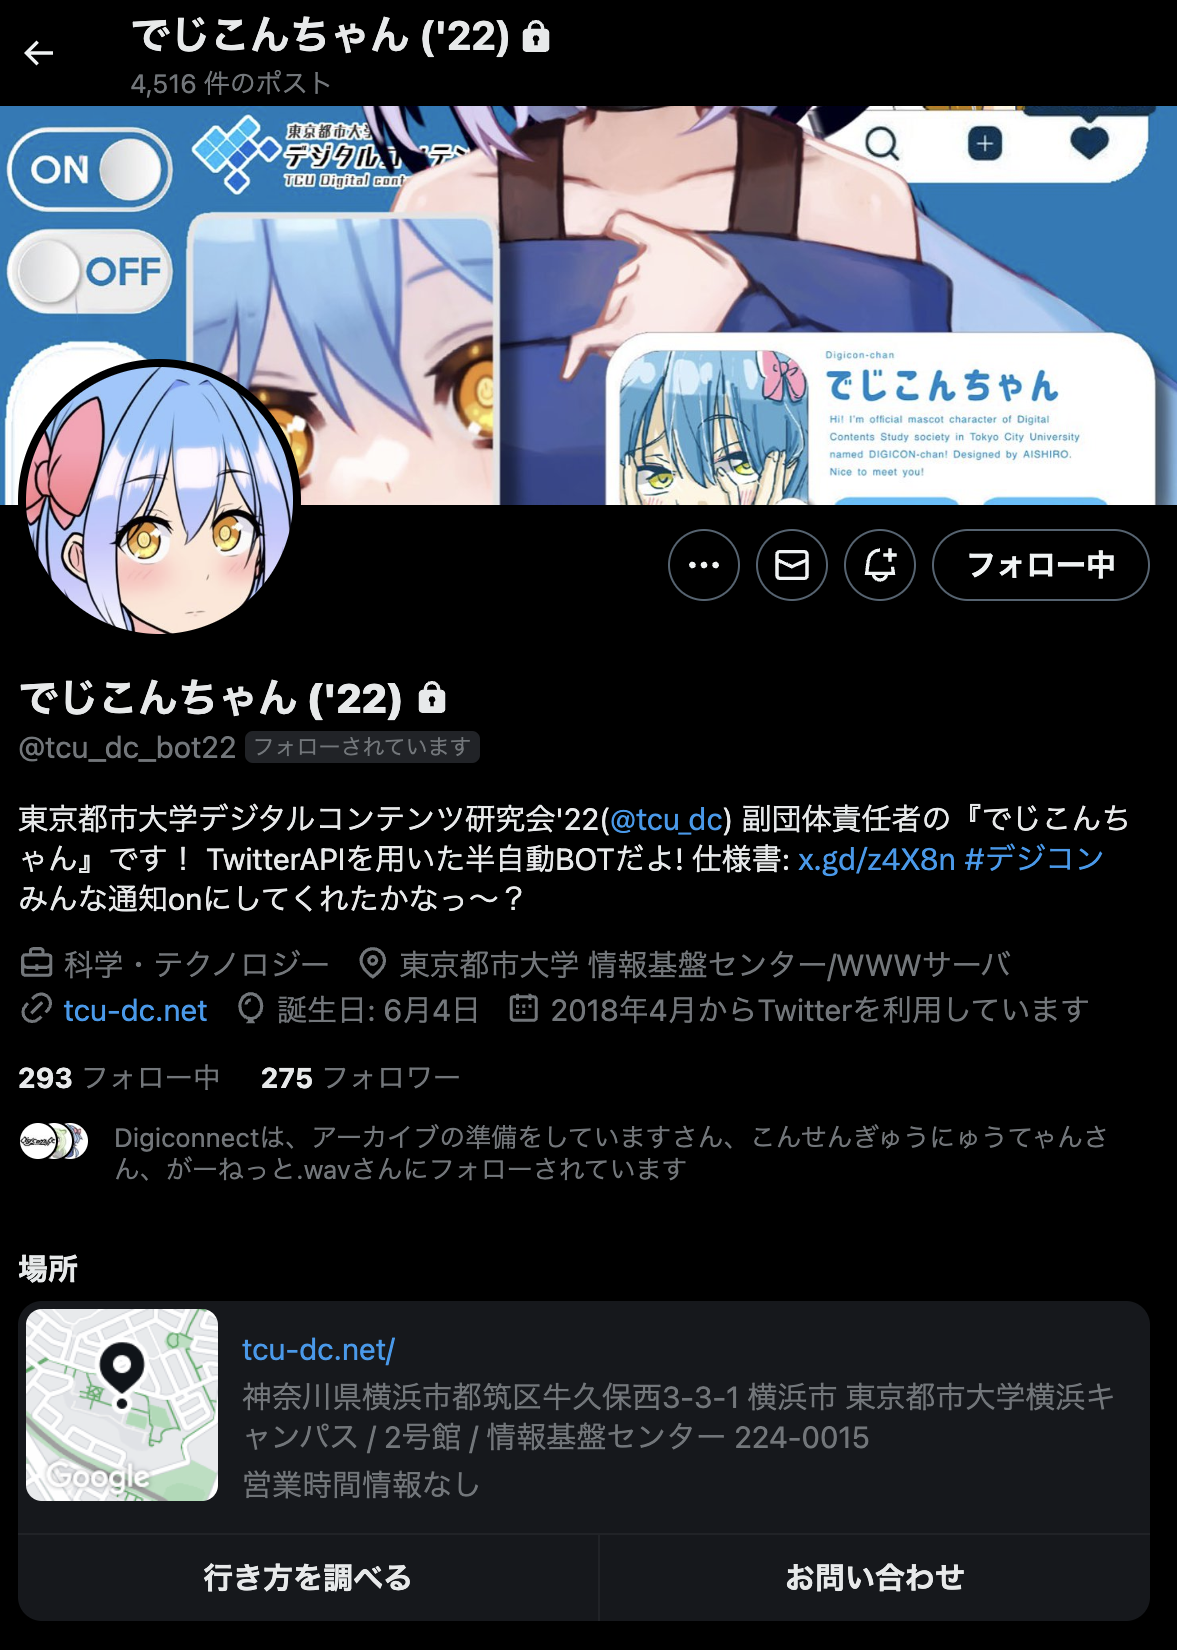 でじこんちゃん ('22)
4,516 件のポスト
ON
OFF
東京都市大学
デジタルコンテン
TCU Digital cont
Digicon-chan
でじこんちゃん
Hi! I'm official mascot character of Digital
Contents Study society in Tokyo City University
named DIGICON-chan! Designed by AISHIRO.
Nice to meet you!
フォロー中
でじこんちゃん ('22)
@tcu_dc_bot22 フォローされています
東京都市大学デジタルコンテンツ研究会'22(@tcu_dc) 副団体責任者の『でじこんち
ゃん』です！ TwitterAPIを用いた半自動BOTだよ! 仕様書: x.gd/z4X8n #デジコン
みんな通知onにしてくれたかなっ〜？
科学・テクノロジー 東京都市大学 情報基盤センター/WWWサーバ
tcu-dc.net 誕生日: 6月4日 2018年4月からTwitterを利用しています
293 フォロー中 275 フォロワー
Digiconnectは、アーカイブの準備をしていますさん、こんせんぎゅうにゅうてゃんさ
ん、がーねっと.wavさんにフォローされています
場所
tcu-dc.net/
神奈川県横浜市都筑区牛久保西3-3-1 横浜市 東京都市大学横浜キ
ャンパス / 2号館 / 情報基盤センター 224-0015
営業時間情報なし
Google
行き方を調べる お問い合わせ